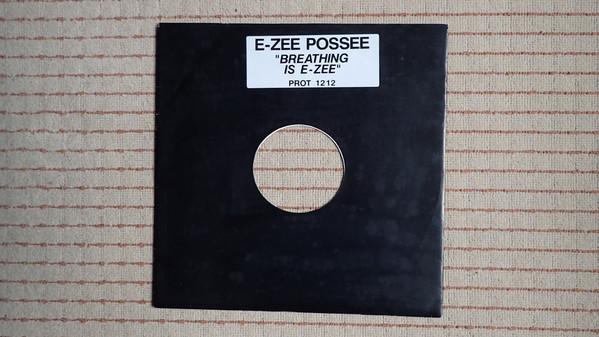 E-ZEE POSSEE
"BREATHING
IS E-ZEE"
PROT 1212